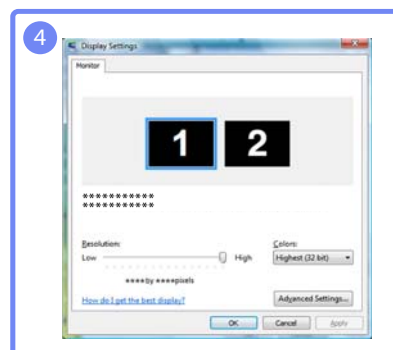 4
Display Settings
Monitor
1 2
***********
***********
Resolution: Colors:
Low High Highest (32 bit)
****by ****pixels
How do I get the best display? Advanced Settings...
OK Cancel Apply